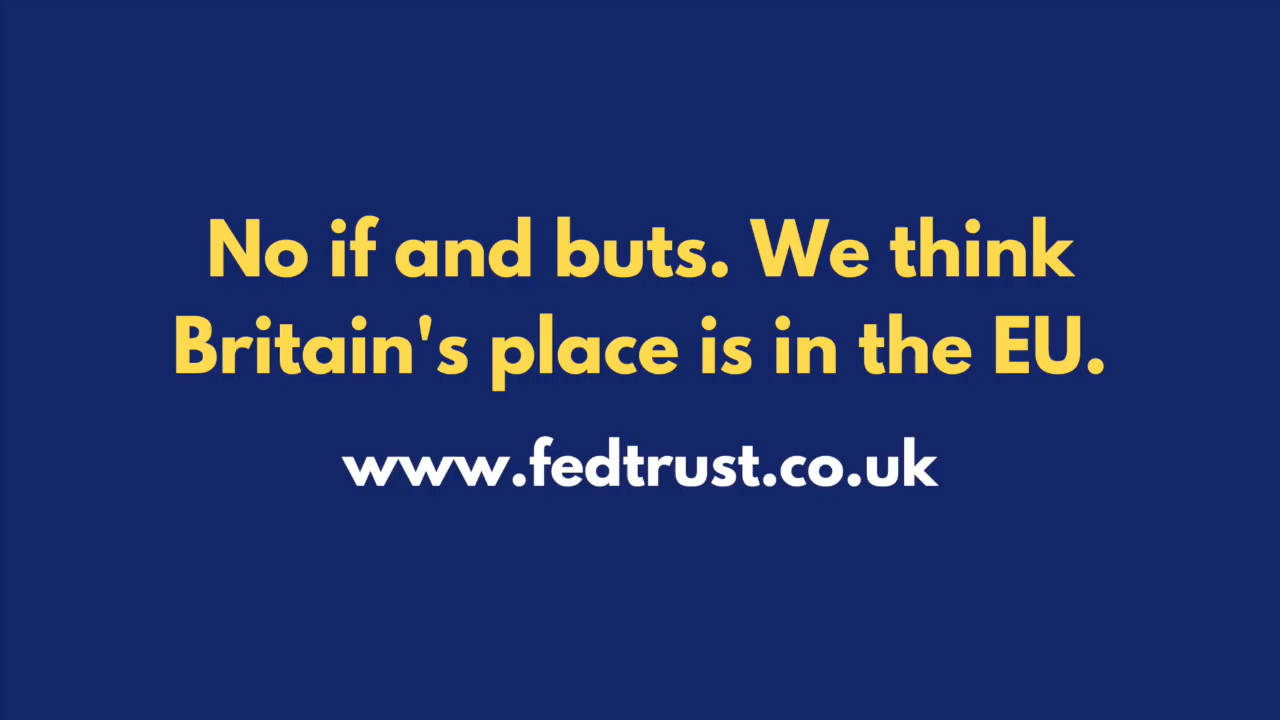 No if and buts. We think
Britain's place is in the EU.
www.fedtrust.co.uk